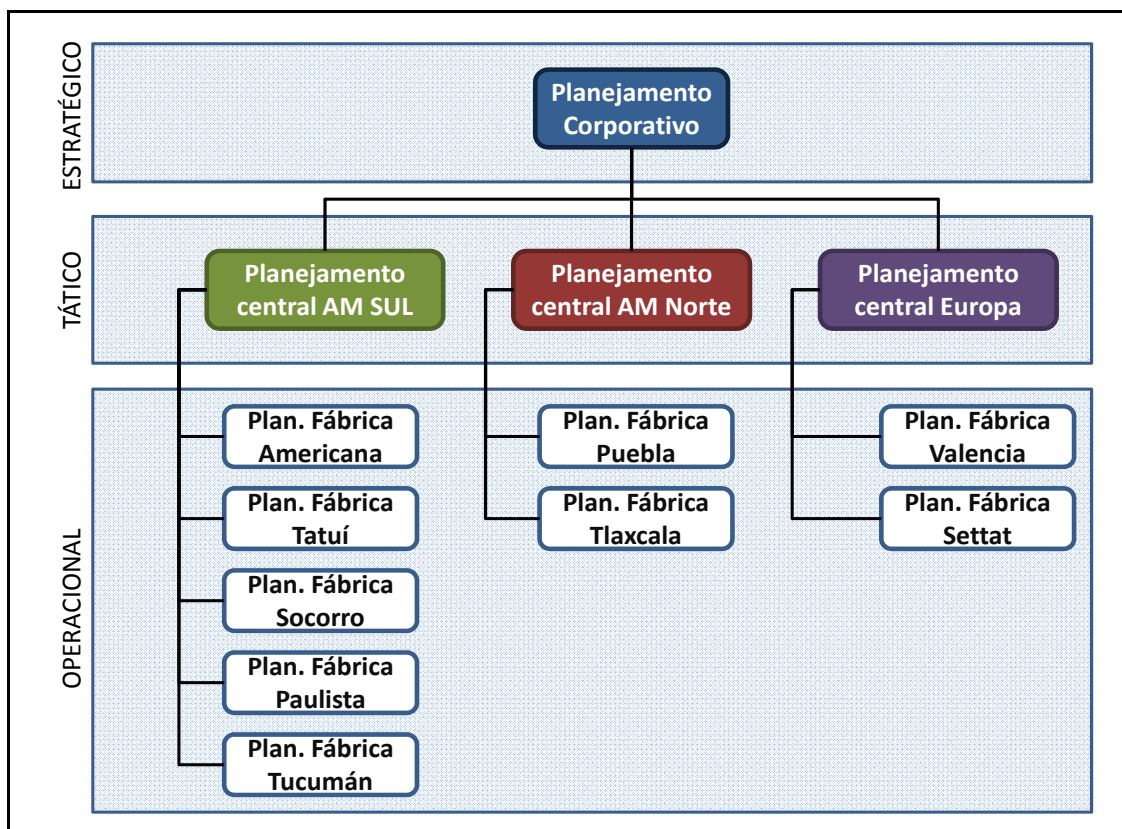 ESTRATÉGICO
Planejamento
Corporativo
TÁTICO
Planejamento
central AM SUL
Planejamento
central AM Norte
Planejamento
central Europa
OPERACIONAL
Plan. Fábrica
Americana
Plan. Fábrica
Tatuí
Plan. Fábrica
Socorro
Plan. Fábrica
Paulista
Plan. Fábrica
Tucumán
Plan. Fábrica
Puebla
Plan. Fábrica
Tlaxcala
Plan. Fábrica
Valencia
Plan. Fábrica
Settat